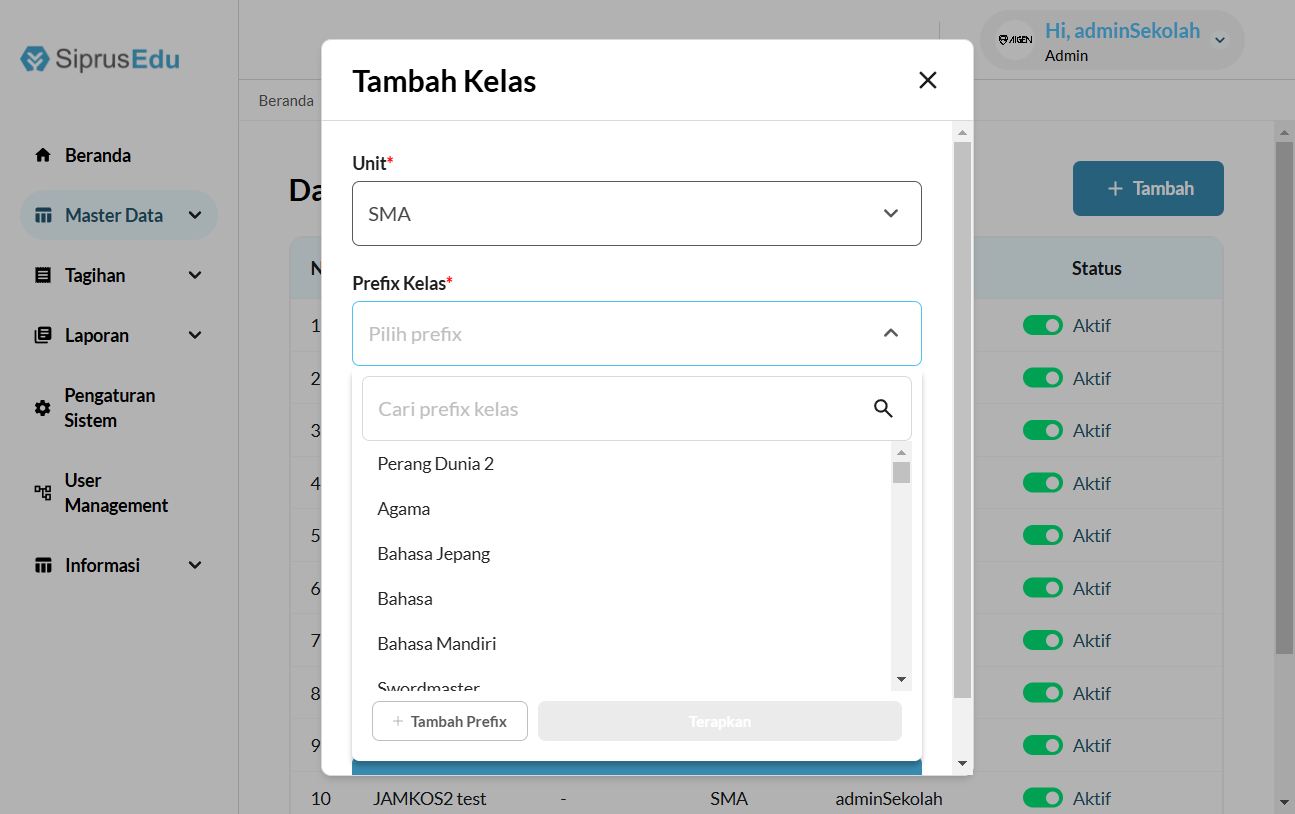 SiprusEdu
Beranda
Master Data
Tagihan
Laporan
Pengaturan
Sistem
User
Management
Informasi
AIGEN
Hi, adminSekolah
Admin
Beranda
+ Tambah
Status
1 Aktif
2 Aktif
3 Aktif
4 Aktif
5 Aktif
6 Aktif
7 Aktif
8 Aktif
9 Aktif
10 JAMKOS2 test - SMA adminSekolah Aktif
Tambah Kelas
Unit*
SMA
Prefix Kelas*
Pilih prefix
Cari prefix kelas
Perang Dunia 2
Agama
Bahasa Jepang
Bahasa
Bahasa Mandiri
Swordmaster
+ Tambah Prefix
Terapkan